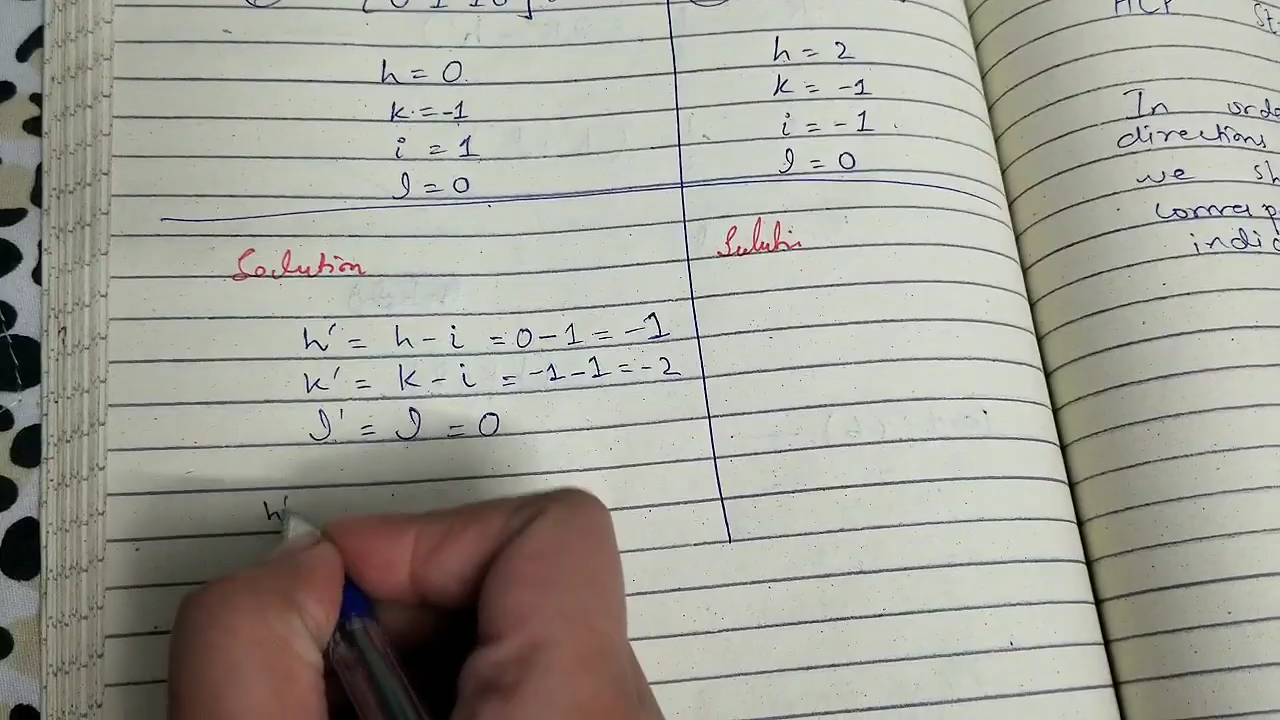 h = 0
k = -1
i = 1
l = 0
h = 2
k = -1
i = -1
l = 0
Solution
h' = h - i = 0 - 1 = -1
k' = k - i = -1 - 1 = -2
l' = l = 0
h'
HCP
In
directions
we